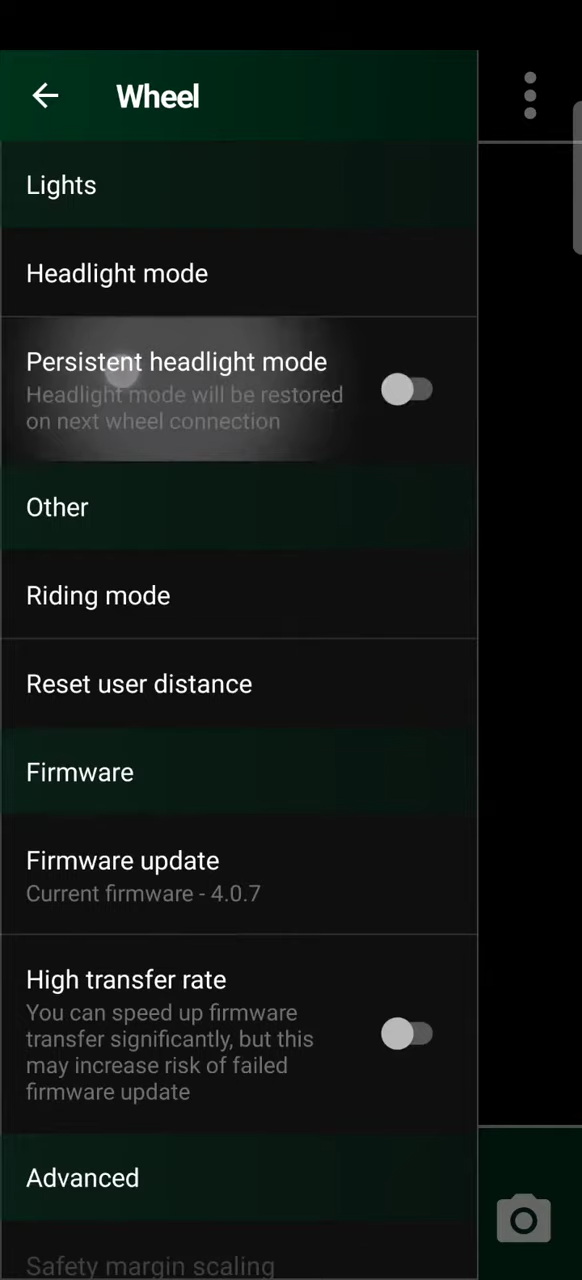 Wheel
Lights
Headlight mode
Persistent headlight mode
Headlight mode will be restored
on next wheel connection
Other
Riding mode
Reset user distance
Firmware
Firmware update
Current firmware - 4.0.7
High transfer rate
You can speed up firmware
transfer significantly, but this
may increase risk of failed
firmware update
Advanced
Safety margin scaling